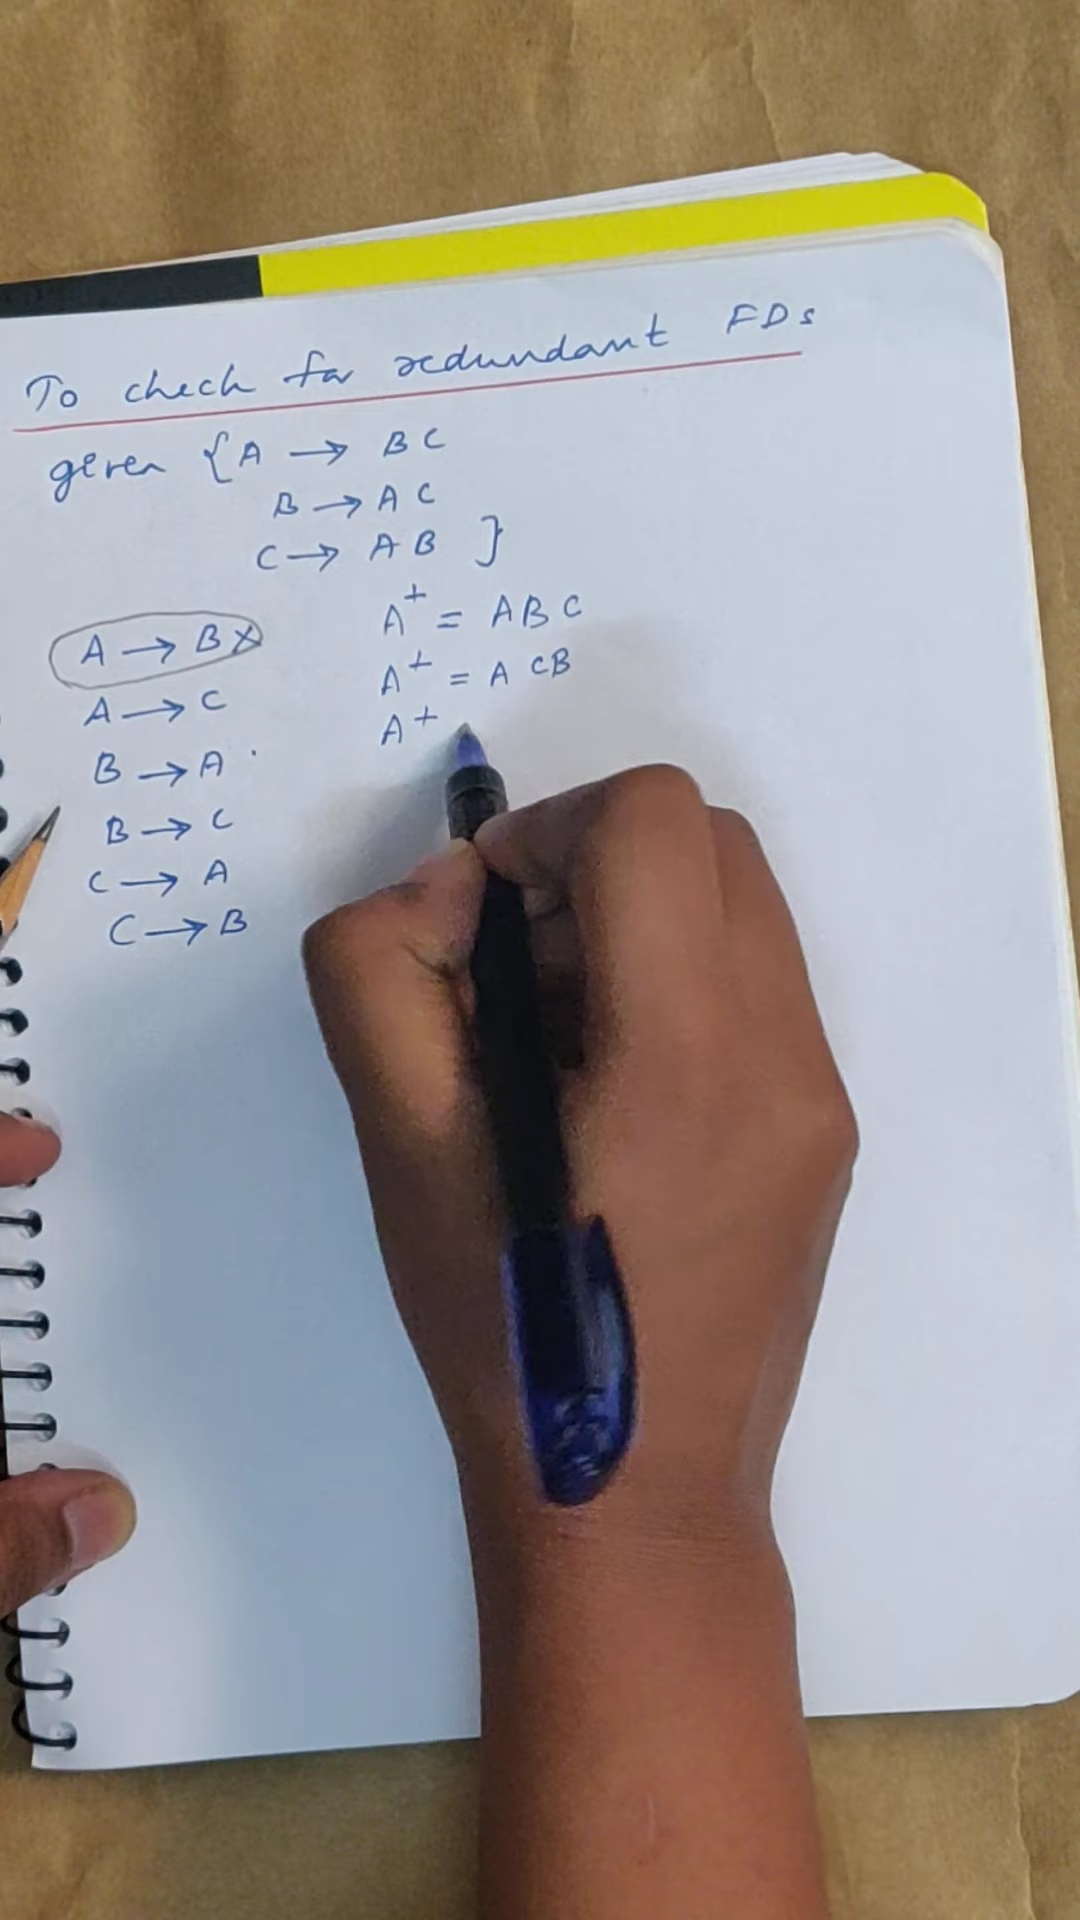 To check for redundant FDs
given { A → BC
B → AC
C → AB }
A → B x
A → C
B → A
B → C
C → A
C → B
A+ = ABC
A+ = ACB
A+